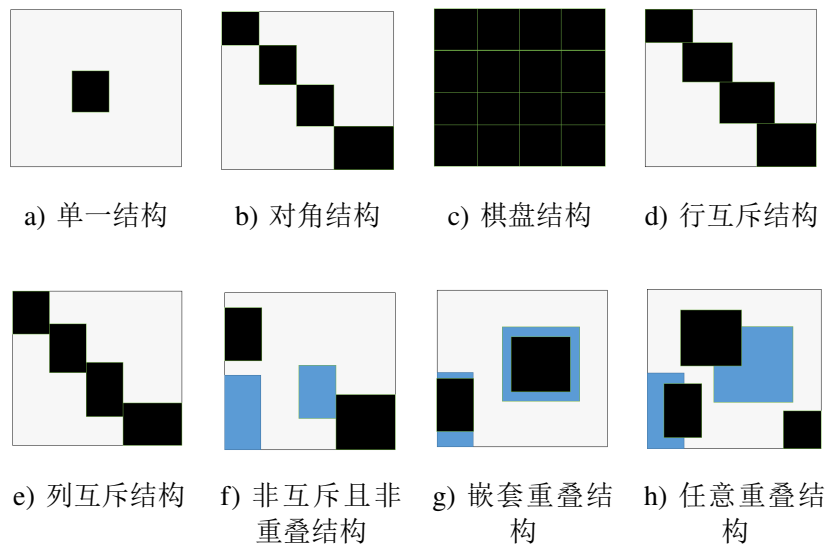 a) 单一结构
b) 对角结构
c) 棋盘结构
d) 行互斥结构
e) 列互斥结构
f) 非互斥且非
重叠结构
g) 嵌套重叠结
构
h) 任意重叠结
构